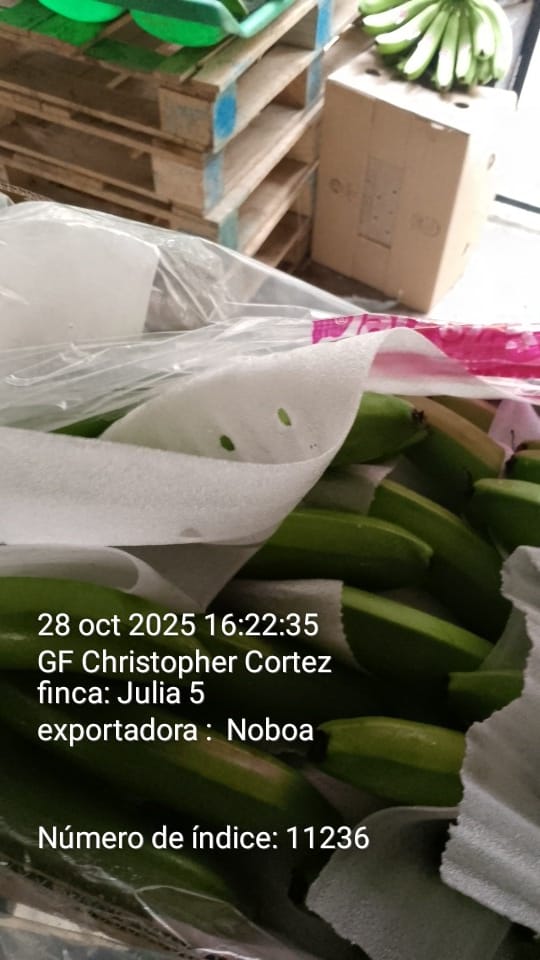 28 oct 2025 16:22:35
GF Christopher Cortez
finca: Julia 5
exportadora : Noboa
Número de índice: 11236